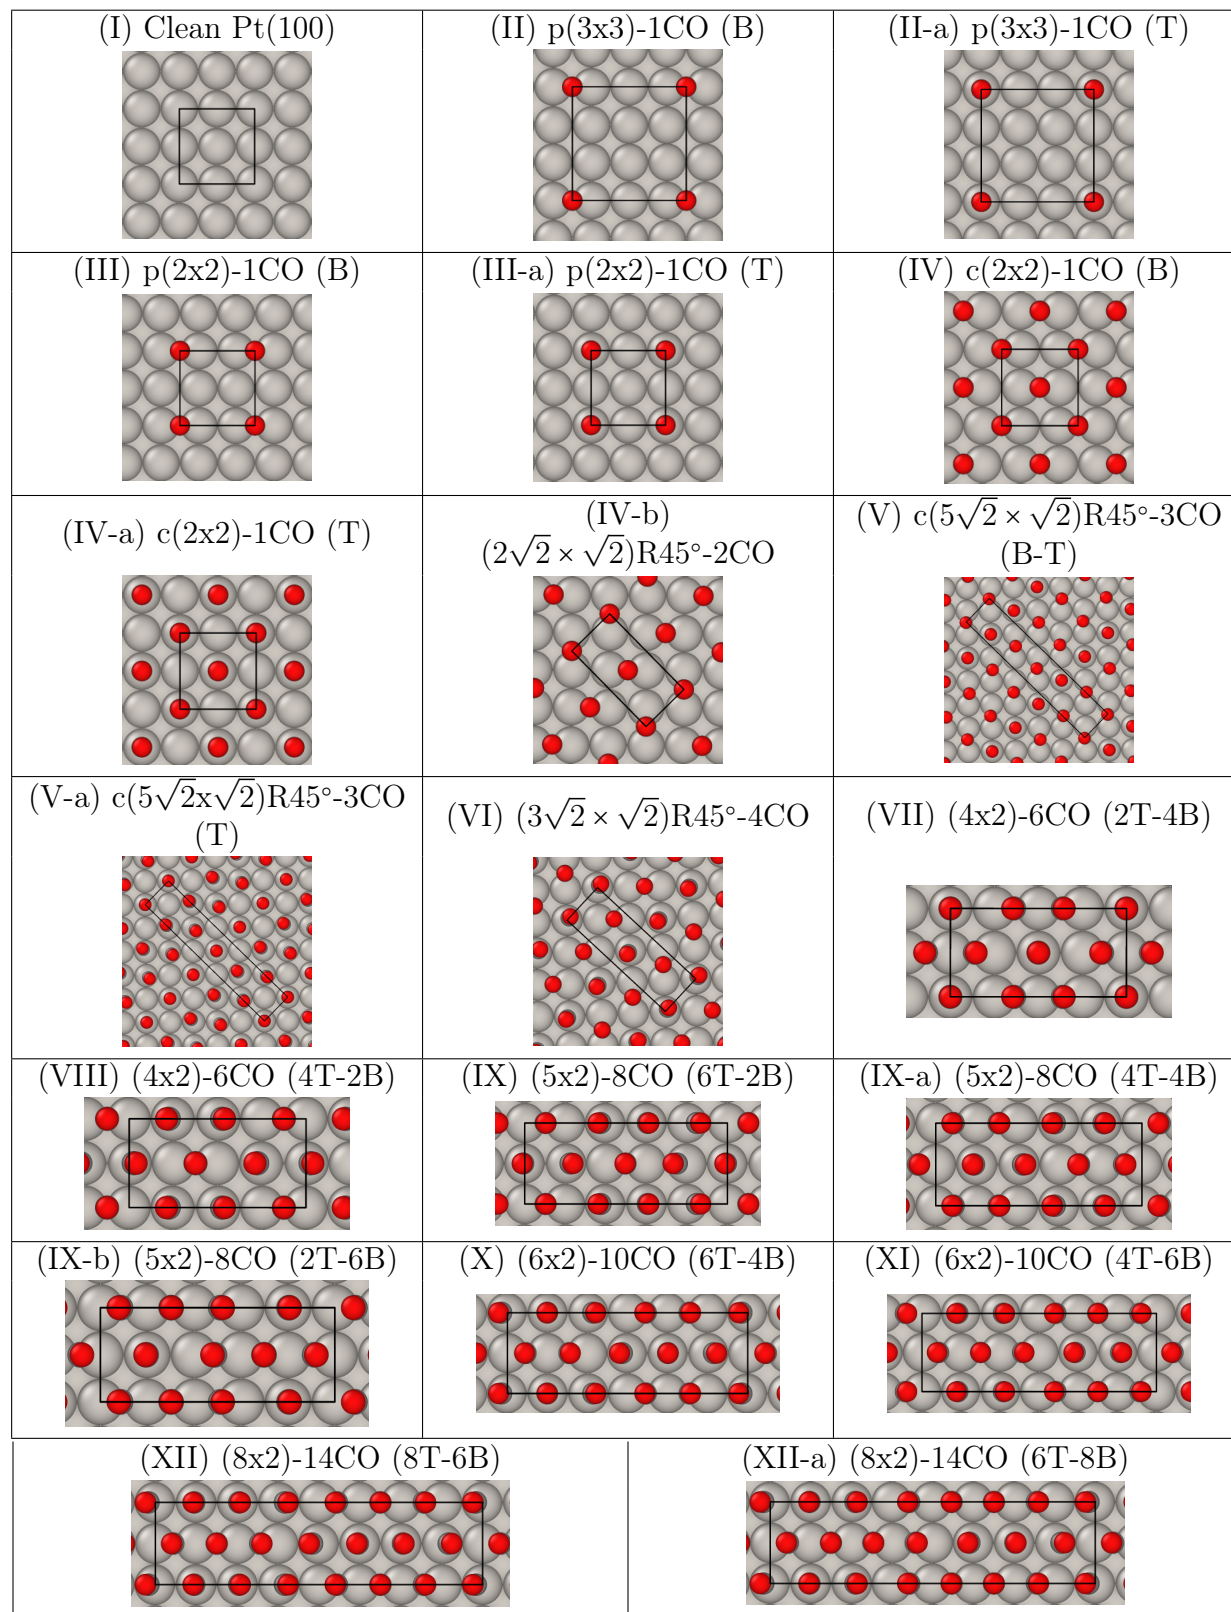 (I) Clean Pt(100)
(II) p(3x3)-1CO (B)
(II-a) p(3x3)-1CO (T)
(III) p(2x2)-1CO (B)
(III-a) p(2x2)-1CO (T)
(IV) c(2x2)-1CO (B)
(IV-a) c(2x2)-1CO (T)
(IV-b)
(2√2 × √2)R45°-2CO
(V) c(5√2 × √2)R45°-3CO
(B-T)
(V-a) c(5√2x√2)R45°-3CO
(T)
(VI) (3√2 × √2)R45°-4CO
(VII) (4x2)-6CO (2T-4B)
(VIII) (4x2)-6CO (4T-2B)
(IX) (5x2)-8CO (6T-2B)
(IX-a) (5x2)-8CO (4T-4B)
(IX-b) (5x2)-8CO (2T-6B)
(X) (6x2)-10CO (6T-4B)
(XI) (6x2)-10CO (4T-6B)
(XII) (8x2)-14CO (8T-6B)
(XII-a) (8x2)-14CO (6T-8B)